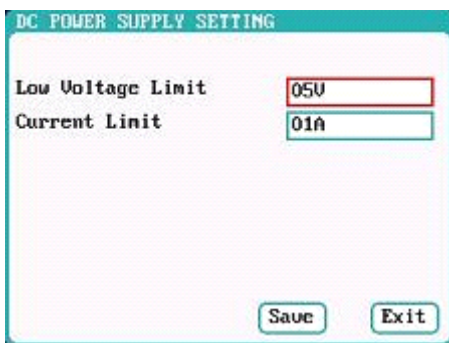 DC POWER SUPPLY SETTING
Low Voltage Limit 05V
Current Limit 01A
Save Exit